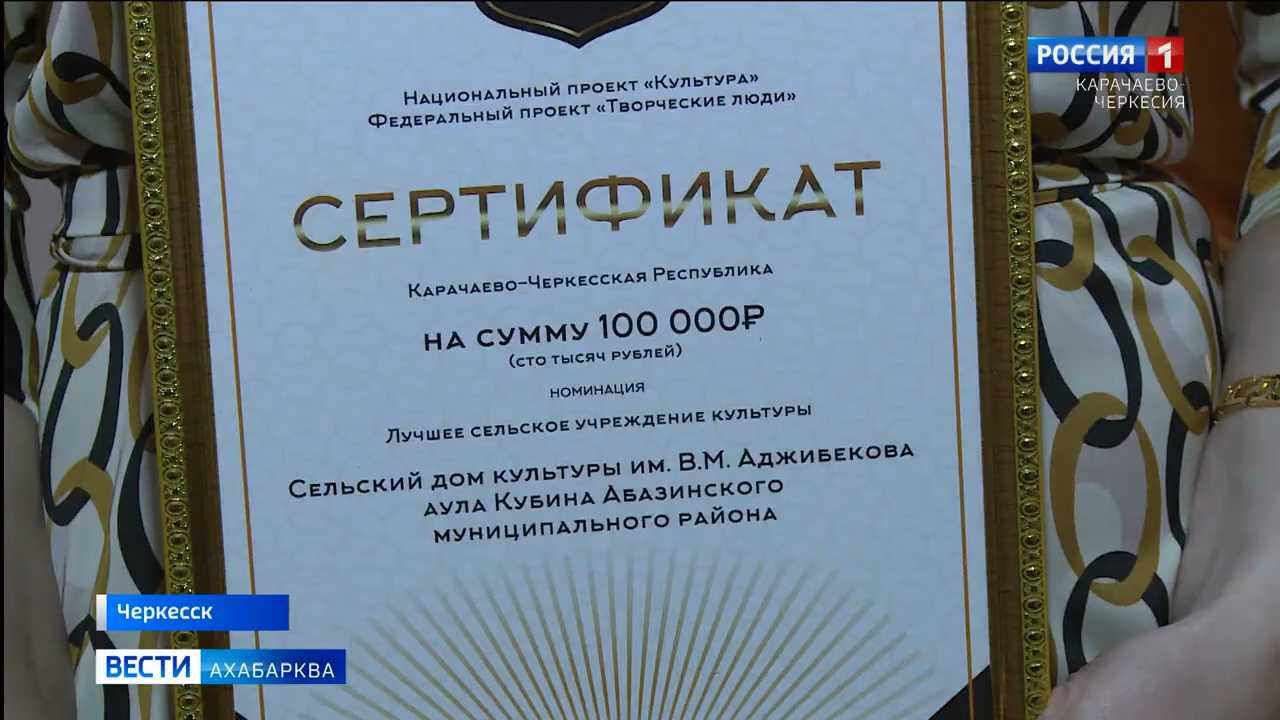 РОССИЯ 1
КАРАЧАЕВО-
ЧЕРКЕСИЯ
Национальный проект «Культура»
Федеральный проект «Творческие люди»
СЕРТИФИКАТ
Карачаево-Черкесская Республика
НА СУММУ 100 000₽
(сто тысяч рублей)
номинация
Лучшее сельское учреждение культуры
Сельский дом культуры им. В.М. Аджибекова
аула Кубина Абазинского
муниципального района
Черкесск
ВЕСТИ АХАБАРКВА